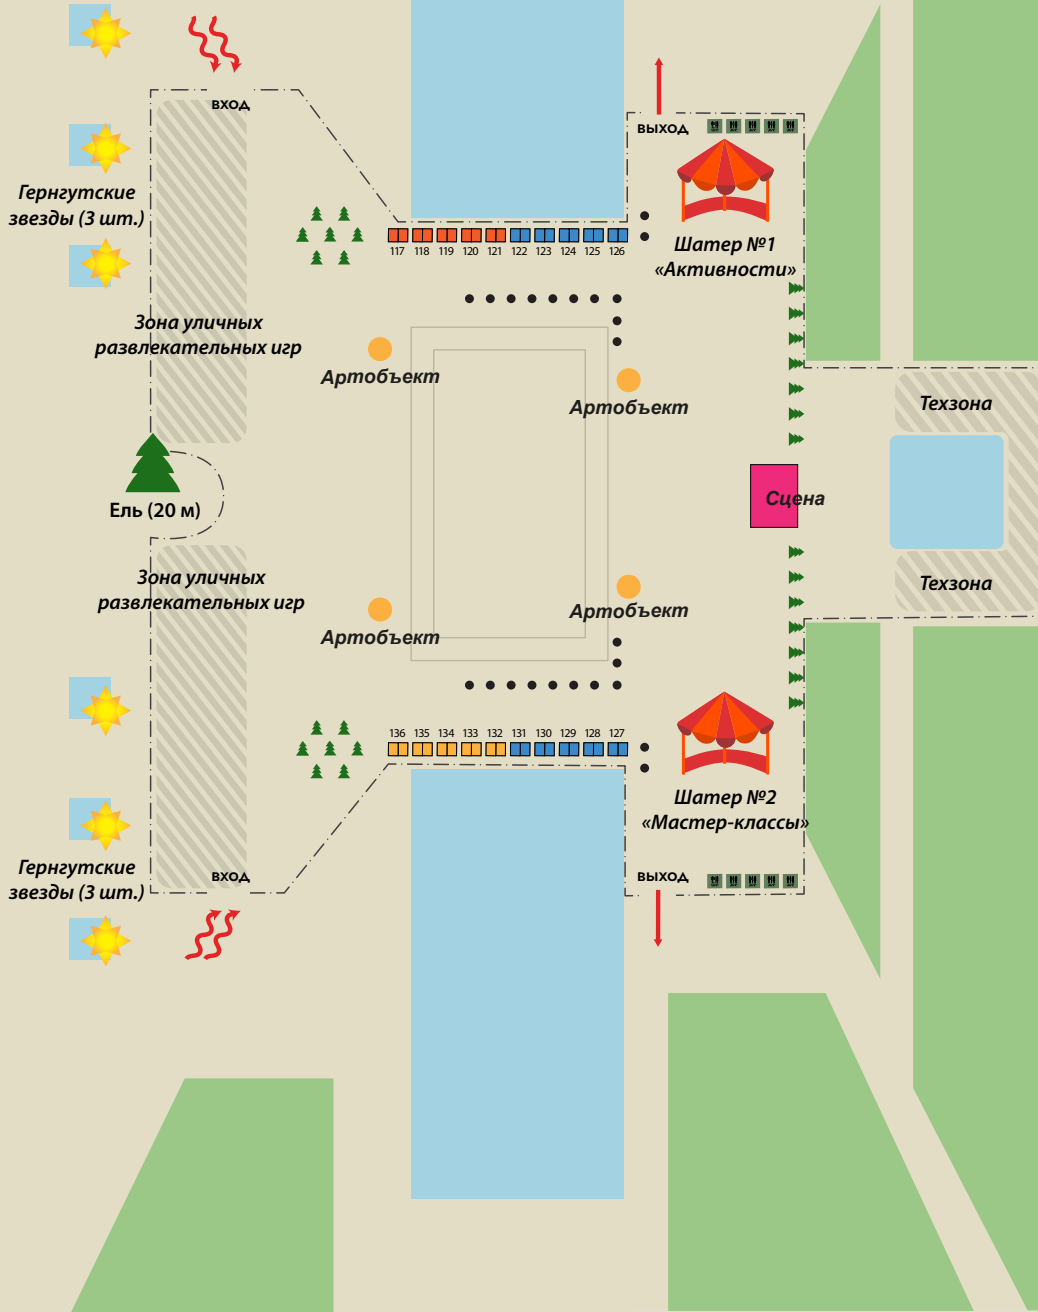 ВХОД
ВЫХОД
Гернгутские
звезды (3 шт.)
Шатер №1
«Активности»
117 118 119 120 121 122 123 124 125 126
Зона уличных
развлекательных игр
Артобъект
Артобъект
Техзона
Ель (20 м)
Сцена
Зона уличных
развлекательных игр
Артобъект
Артобъект
Техзона
136 135 134 133 132 131 130 129 128 127
Шатер №2
«Мастер-классы»
Гернгутские
звезды (3 шт.)
ВХОД
ВЫХОД